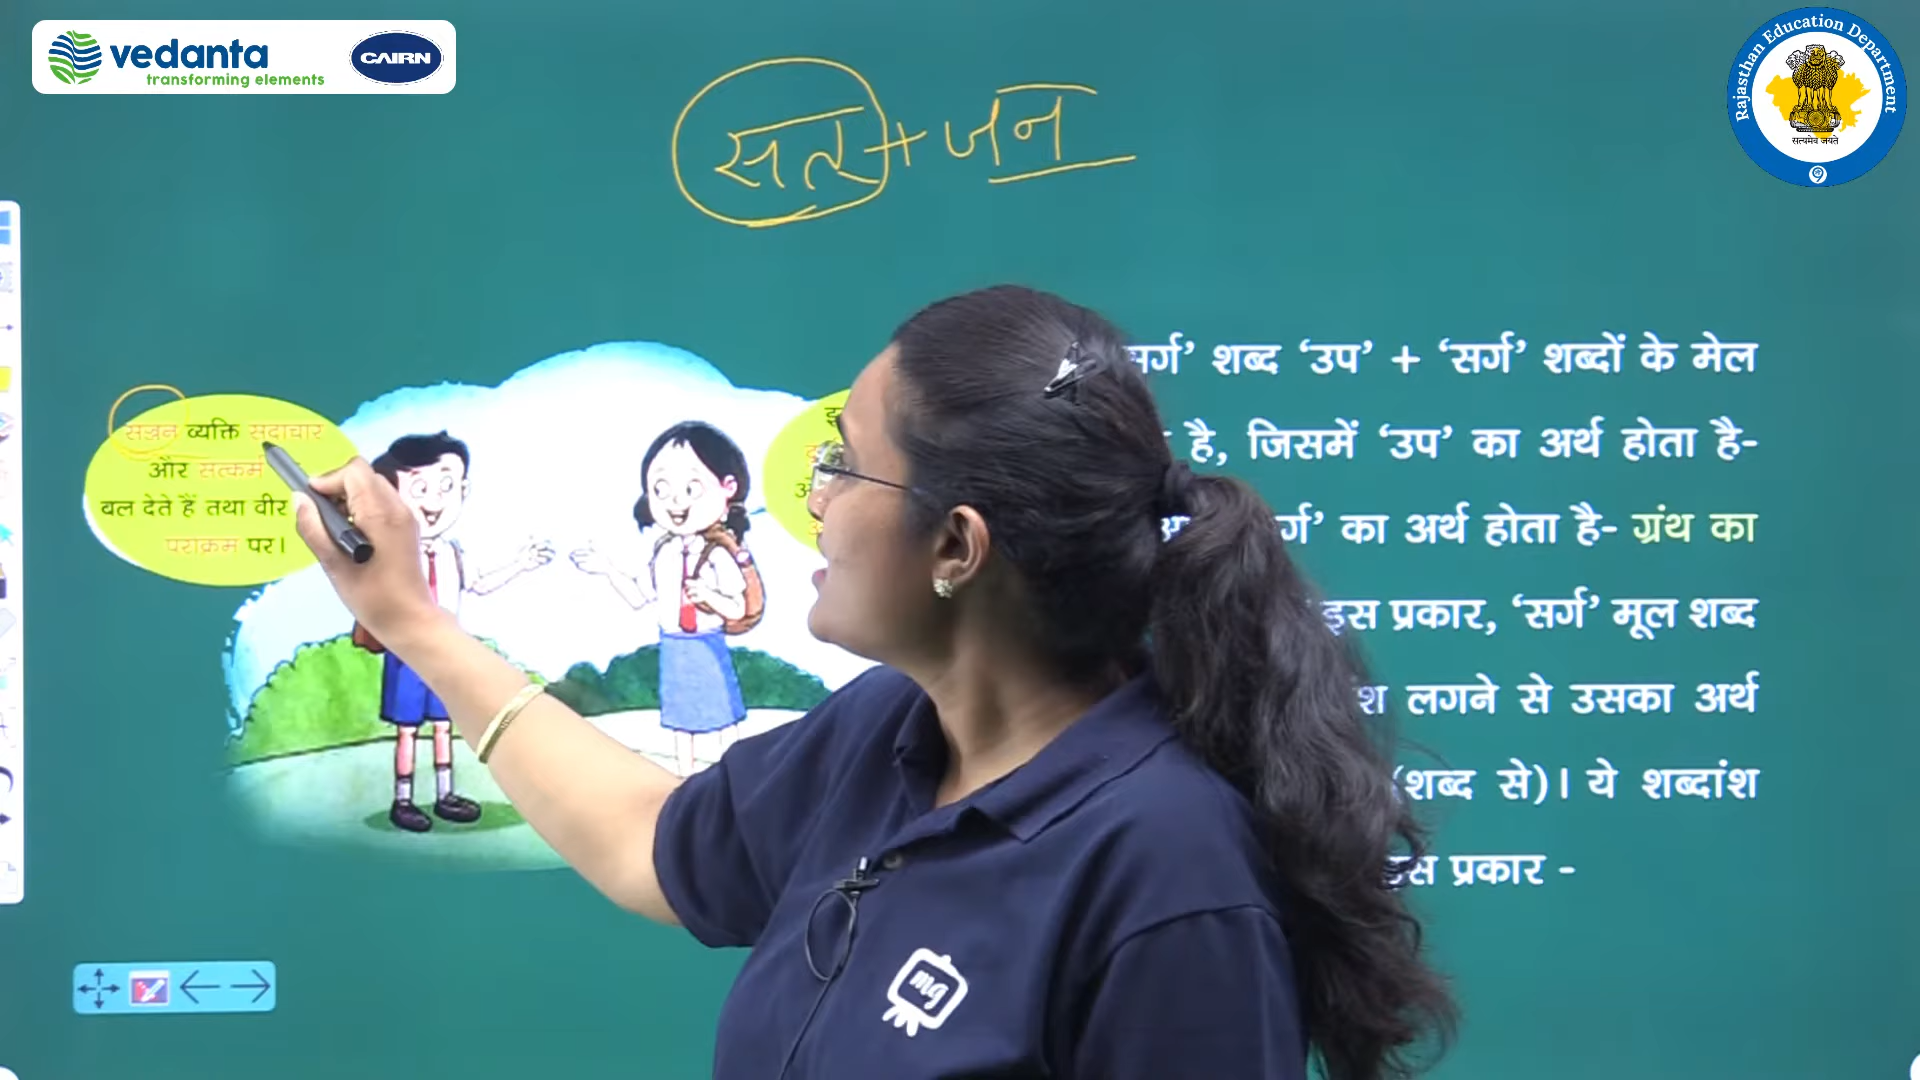 vedanta
transforming elements
CAIRN
Rajasthan Education Department
सत्यमेव जयते
सत् + जन
सज्जन व्यक्ति सदाचार
और सत्कर्म
बल देते हैं तथा वीर
पराक्रम पर।
शब्द ‘उप’ + ‘सर्ग’ शब्दों के मेल
है, जिसमें ‘उप’ का अर्थ होता है-
का अर्थ होता है- ग्रंथ का
इस प्रकार, ‘सर्ग’ मूल शब्द
लगने से उसका अर्थ
(शब्द से)। ये शब्दांश
प्रकार -
mg